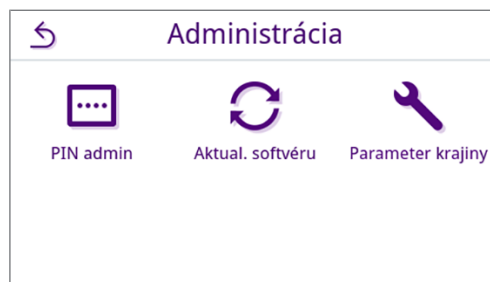 Administrácia
PIN admin
Aktual. softvéru
Parameter krajiny